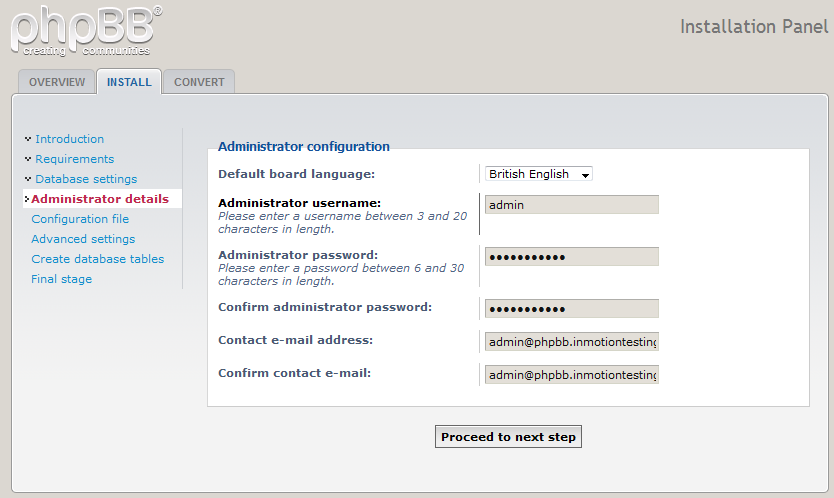 phpBB®
creating communities
Installation Panel
OVERVIEW
INSTALL
CONVERT
Introduction
Requirements
Database settings
Administrator details
Configuration file
Advanced settings
Create database tables
Final stage
Administrator configuration
Default board language:
British English
Administrator username:
Please enter a username between 3 and 20
characters in length.
admin
Administrator password:
Please enter a password between 6 and 30
characters in length.
•••••••••••
Confirm administrator password:
•••••••••••
Contact e-mail address:
admin@phpbb.inmotiontesting
Confirm contact e-mail:
admin@phpbb.inmotiontesting
Proceed to next step